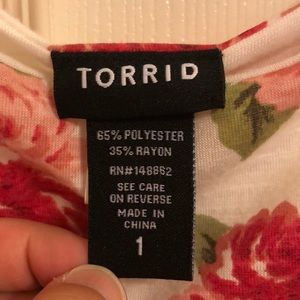 TORRID
65% POLYESTER
35% RAYON
RN#148862
SEE CARE
ON REVERSE
MADE IN
CHINA
1